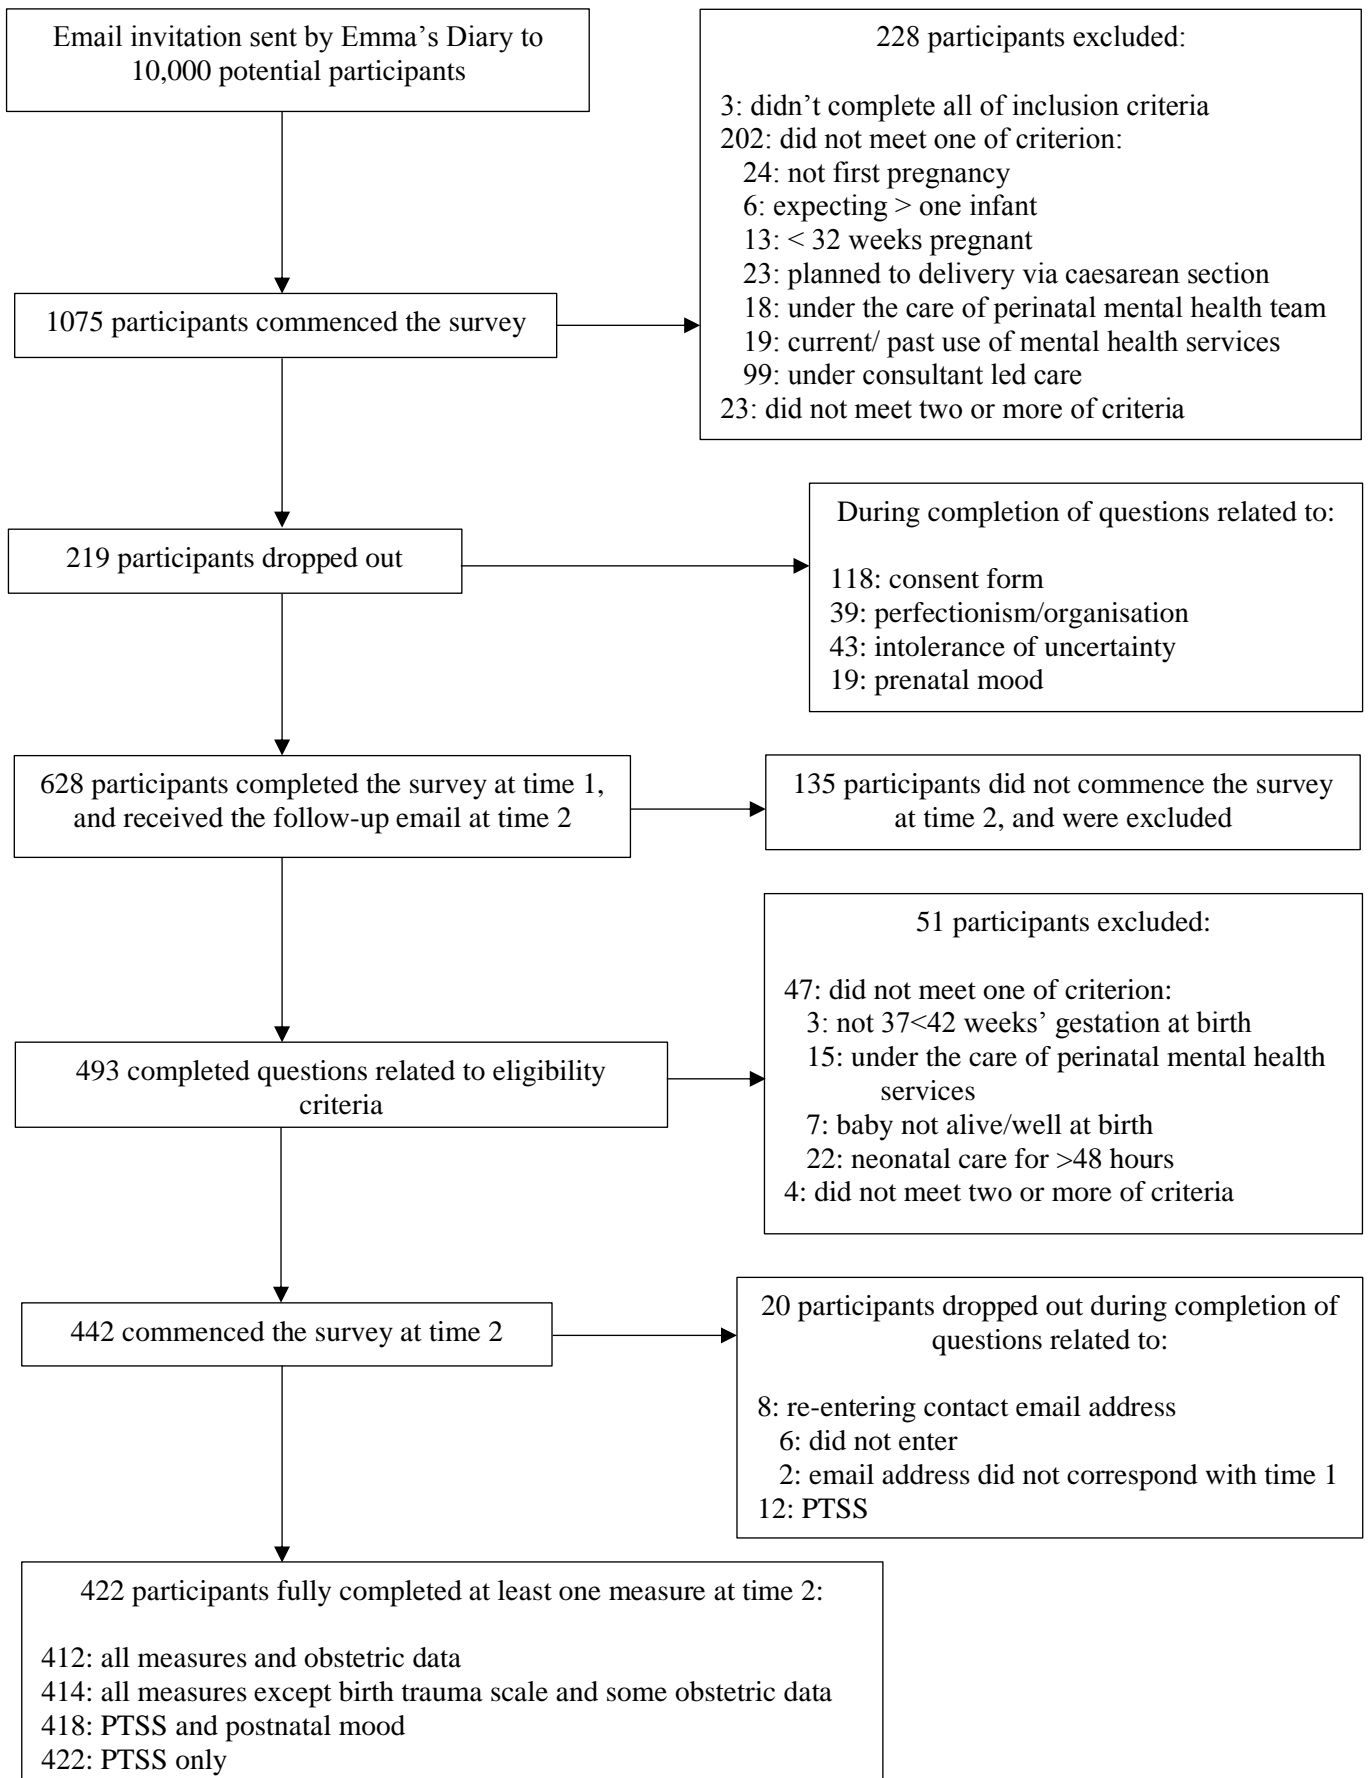 Email invitation sent by Emma’s Diary to
10,000 potential participants
228 participants excluded:
3: didn’t complete all of inclusion criteria
202: did not meet one of criterion:
24: not first pregnancy
6: expecting > one infant
13: < 32 weeks pregnant
23: planned to delivery via caesarean section
18: under the care of perinatal mental health team
19: current/ past use of mental health services
99: under consultant led care
23: did not meet two or more of criteria
1075 participants commenced the survey
219 participants dropped out
During completion of questions related to:
118: consent form
39: perfectionism/organisation
43: intolerance of uncertainty
19: prenatal mood
628 participants completed the survey at time 1,
and received the follow-up email at time 2
135 participants did not commence the survey
at time 2, and were excluded
51 participants excluded:
47: did not meet one of criterion:
3: not 37<42 weeks’ gestation at birth
15: under the care of perinatal mental health
services
7: baby not alive/well at birth
22: neonatal care for >48 hours
4: did not meet two or more of criteria
493 completed questions related to eligibility
criteria
442 commenced the survey at time 2
20 participants dropped out during completion of
questions related to:
8: re-entering contact email address
6: did not enter
2: email address did not correspond with time 1
12: PTSS
422 participants fully completed at least one measure at time 2:
412: all measures and obstetric data
414: all measures except birth trauma scale and some obstetric data
418: PTSS and postnatal mood
422: PTSS only